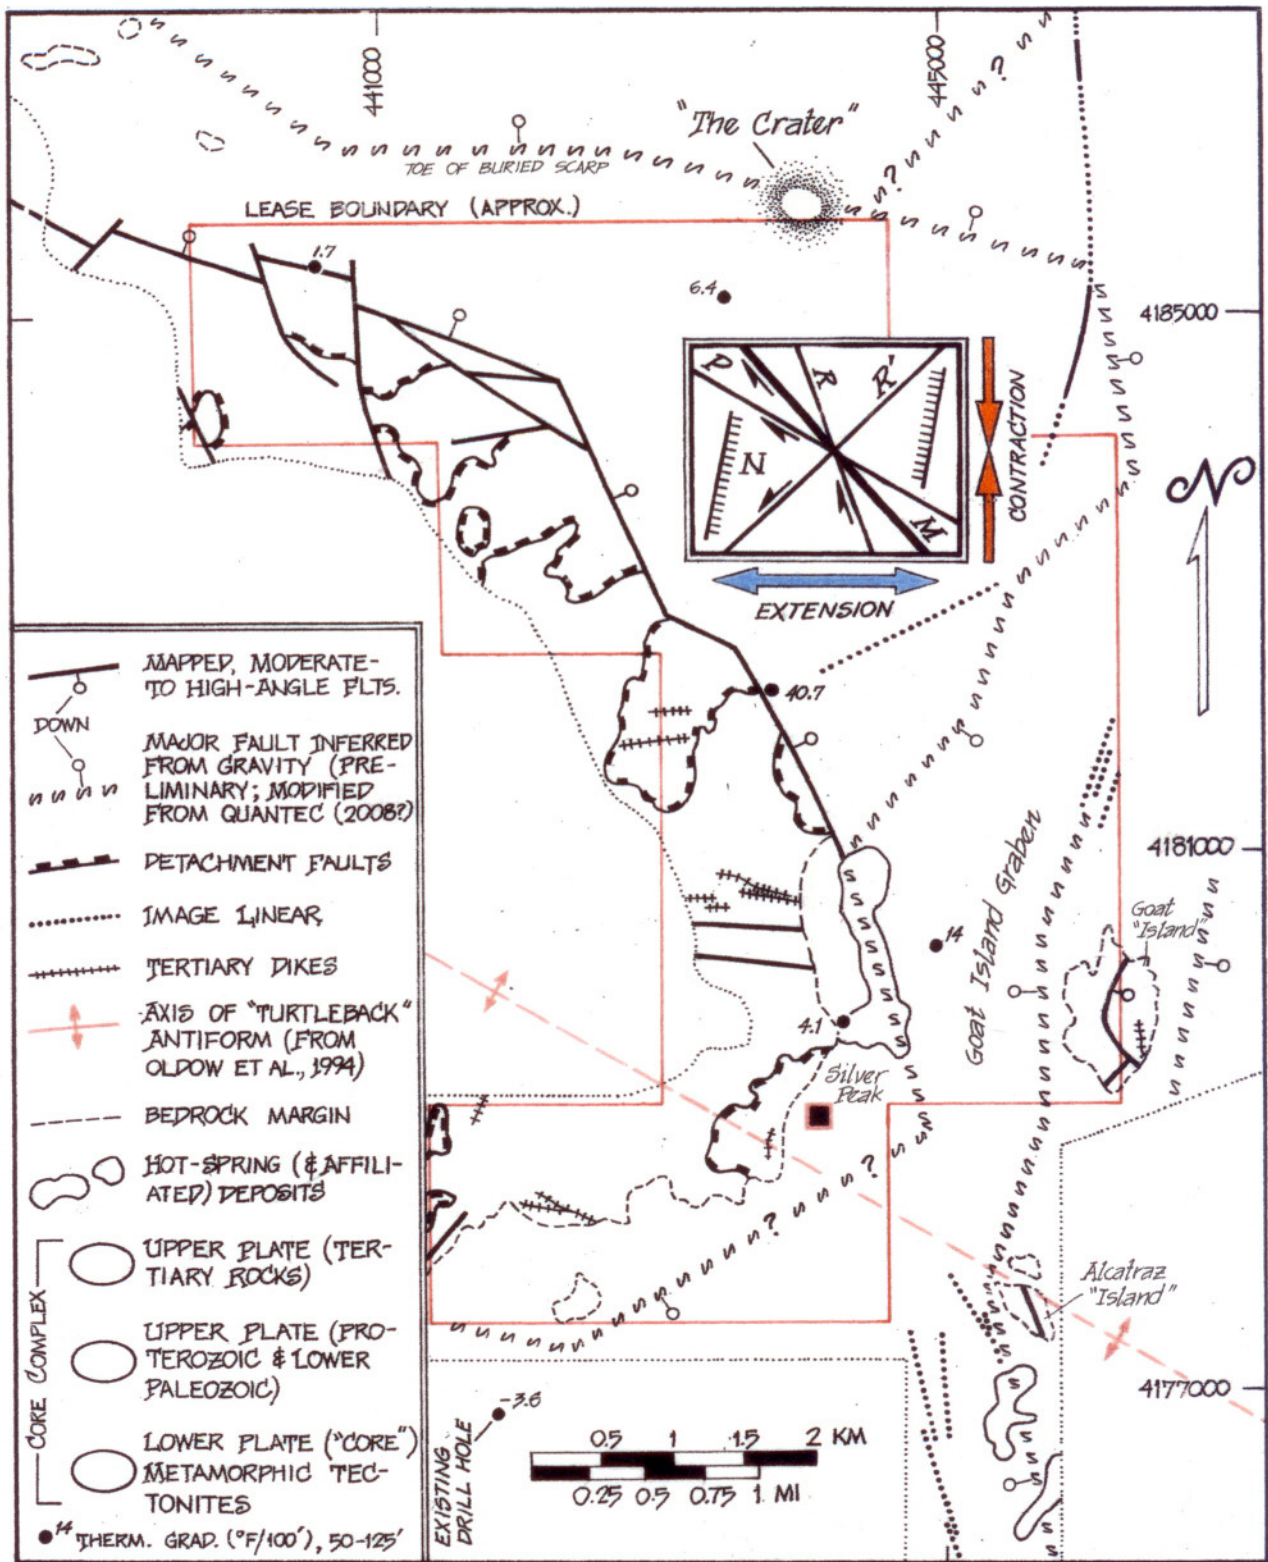 441000
445000
"The Crater"
TOE OF BURIED SCARP
LEASE BOUNDARY (APPROX.)
?
?
1.7
6.4
4185000
P
R
R'
N
M
CONTRACTION
EXTENSION
N
40.7
4181000
Goat
"Island"
14
Goat Island Graben
4.1
Silver
Peak
?
?
Alcatraz
"Island"
4177000
-3.6
EXISTING
DRILL HOLE
0.5 1 1.5 2 KM
0.25 0.5 0.75 1 MI
MAPPED, MODERATE-
TO HIGH-ANGLE FLTS.
DOWN
MAJOR FAULT INFERRED
FROM GRAVITY (PRE-
LIMINARY; MODIFIED
FROM QUANTEC (2008?)
DETACHMENT FAULTS
IMAGE LINEAR
TERTIARY DIKES
AXIS OF "TURTLEBACK"
ANTIFORM (FROM
OLDOW ET AL., 1994)
BEDROCK MARGIN
HOT-SPRING (& AFFILI-
ATED) DEPOSITS
CORE COMPLEX
UPPER PLATE (TER-
TIARY ROCKS)
UPPER PLATE (PRO-
TEROZOIC & LOWER
PALEOZOIC)
LOWER PLATE ("CORE")
METAMORPHIC TEC-
TONITES
14 THERM. GRAD. (°F/100'), 50-125'